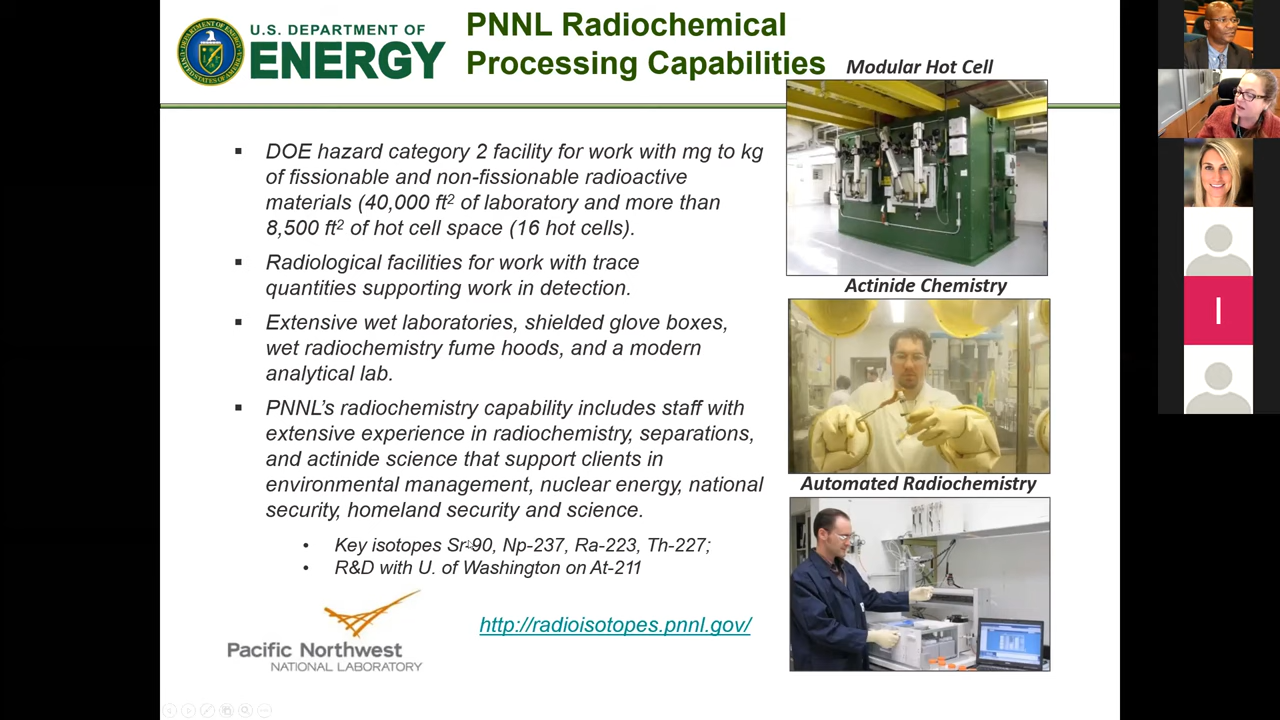 U.S. DEPARTMENT OF
ENERGY
PNNL Radiochemical
Processing Capabilities
Modular Hot Cell
▪ DOE hazard category 2 facility for work with mg to kg
of fissionable and non-fissionable radioactive
materials (40,000 ft² of laboratory and more than
8,500 ft² of hot cell space (16 hot cells).
▪ Radiological facilities for work with trace
quantities supporting work in detection.
▪ Extensive wet laboratories, shielded glove boxes,
wet radiochemistry fume hoods, and a modern
analytical lab.
▪ PNNL's radiochemistry capability includes staff with
extensive experience in radiochemistry, separations,
and actinide science that support clients in
environmental management, nuclear energy, national
security, homeland security and science.
• Key isotopes Sr-90, Np-237, Ra-223, Th-227;
• R&D with U. of Washington on At-211
Actinide Chemistry
Automated Radiochemistry
Pacific Northwest
NATIONAL LABORATORY
http://radioisotopes.pnnl.gov/
I